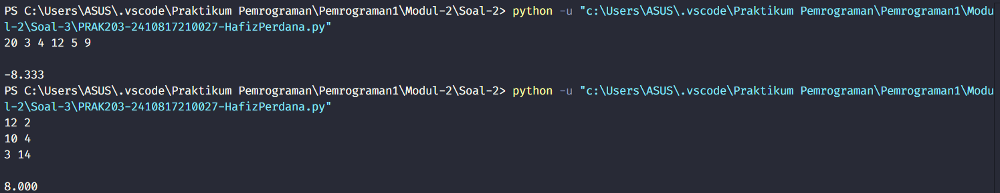 PS C:\Users\ASUS\.vscode\Praktikum Pemrograman\Pemrograman1\Modul-2\Soal-2> python -u "c:\Users\ASUS\.vscode\Praktikum Pemrograman\Pemrograman1\Modu
l-2\Soal-3\PRAK203-2410817210027-HafizPerdana.py"
20 3 4 12 5 9
-8.333
PS C:\Users\ASUS\.vscode\Praktikum Pemrograman\Pemrograman1\Modul-2\Soal-2> python -u "c:\Users\ASUS\.vscode\Praktikum Pemrograman\Pemrograman1\Modu
l-2\Soal-3\PRAK203-2410817210027-HafizPerdana.py"
12 2
10 4
3 14
8.000